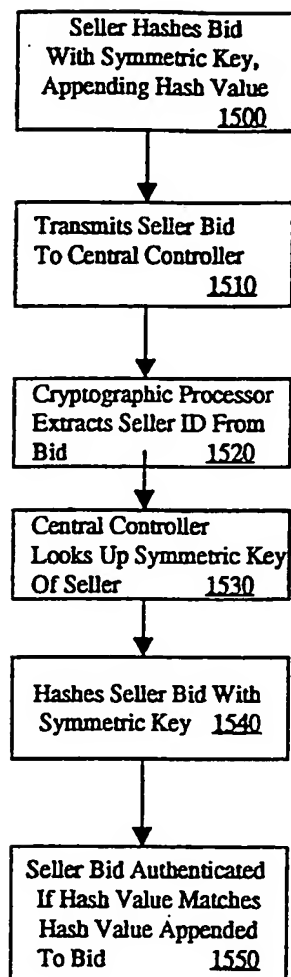 Seller Hashes Bid
With Symmetric Key,
Appending Hash Value
1500
Transmits Seller Bid
To Central Controller
1510
Cryptographic Processor
Extracts Seller ID From
Bid 1520
Central Controller
Looks Up Symmetric Key
Of Seller 1530
Hashes Seller Bid With
Symmetric Key 1540
Seller Bid Authenticated
If Hash Value Matches
Hash Value Appended
To Bid 1550